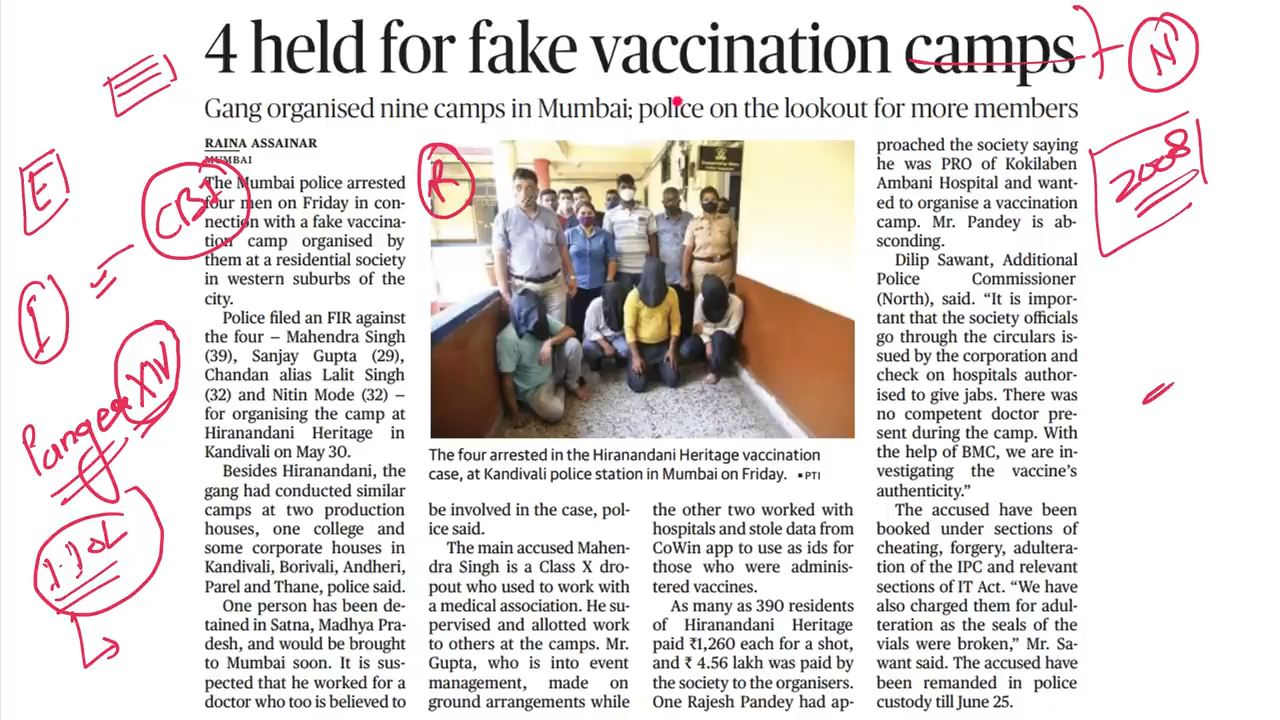 4 held for fake vaccination camps
Gang organised nine camps in Mumbai; police on the lookout for more members
RAINA ASSAINAR
MUMBAI
The Mumbai police arrested
four men on Friday in con-
nection with a fake vaccina-
tion camp organised by
them at a residential society
in western suburbs of the
city.
Police filed an FIR against
the four – Mahendra Singh
(39), Sanjay Gupta (29),
Chandan alias Lalit Singh
(32) and Nitin Mode (32) –
for organising the camp at
Hiranandani Heritage in
Kandivali on May 30.
Besides Hiranandani, the
gang had conducted similar
camps at two production
houses, one college and
some corporate houses in
Kandivali, Borivali, Andheri,
Parel and Thane, police said.
One person has been de-
tained in Satna, Madhya Pra-
desh, and would be brought
to Mumbai soon. It is sus-
pected that he worked for a
doctor who too is believed to
The four arrested in the Hiranandani Heritage vaccination
case, at Kandivali police station in Mumbai on Friday. ▪PTI
be involved in the case, pol-
ice said.
The main accused Mahen-
dra Singh is a Class X dro-
pout who used to work with
a medical association. He su-
pervised and allotted work
to others at the camps. Mr.
Gupta, who is into event
management, made on
ground arrangements while
the other two worked with
hospitals and stole data from
CoWin app to use as ids for
those who were adminis-
tered vaccines.
As many as 390 residents
of Hiranandani Heritage
paid ₹1,260 each for a shot,
and ₹ 4.56 lakh was paid by
the society to the organisers.
One Rajesh Pandey had ap-
proached the society saying
he was PRO of Kokilaben
Ambani Hospital and want-
ed to organise a vaccination
camp. Mr. Pandey is ab-
sconding.
Dilip Sawant, Additional
Police Commissioner
(North), said. “It is impor-
tant that the society officials
go through the circulars is-
sued by the corporation and
check on hospitals author-
ised to give jabs. There was
no competent doctor pre-
sent during the camp. With
the help of BMC, we are in-
vestigating the vaccine’s
authenticity.”
The accused have been
booked under sections of
cheating, forgery, adultera-
tion of the IPC and relevant
sections of IT Act. “We have
also charged them for adul-
teration as the seals of the
vials were broken,” Mr. Sa-
want said. The accused have
been remanded in police
custody till June 25.
E
CBI
I
XIV
R
N
2008